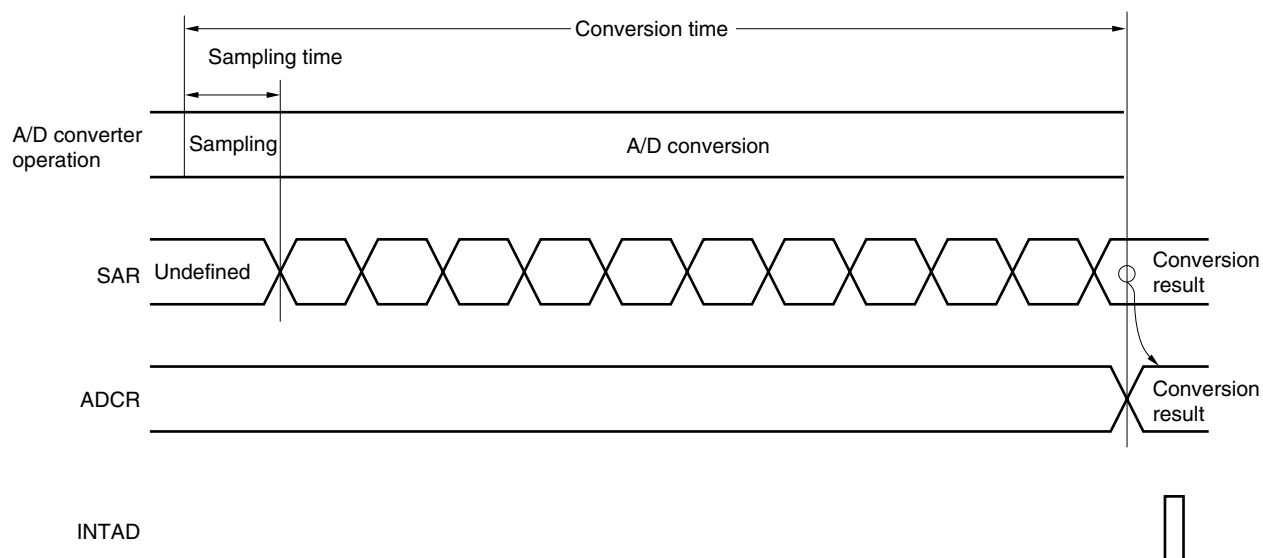 Conversion time
Sampling time
A/D converter
operation
Sampling
A/D conversion
SAR
Undefined
Conversion
result
ADCR
Conversion
result
INTAD